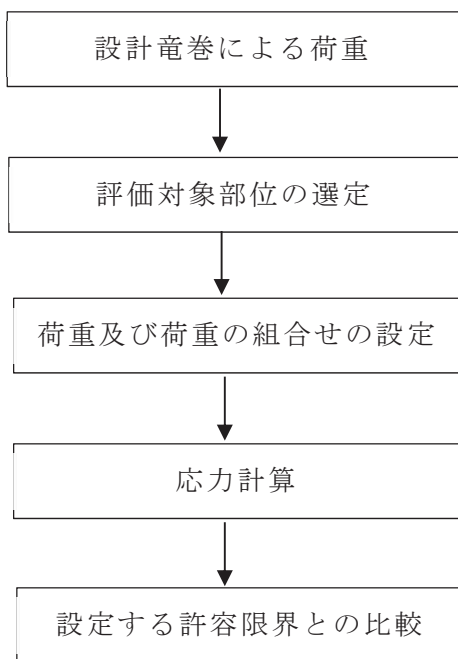 設計竜巻による荷重
評価対象部位の選定
荷重及び荷重の組合せの設定
応力計算
設定する許容限界との比較